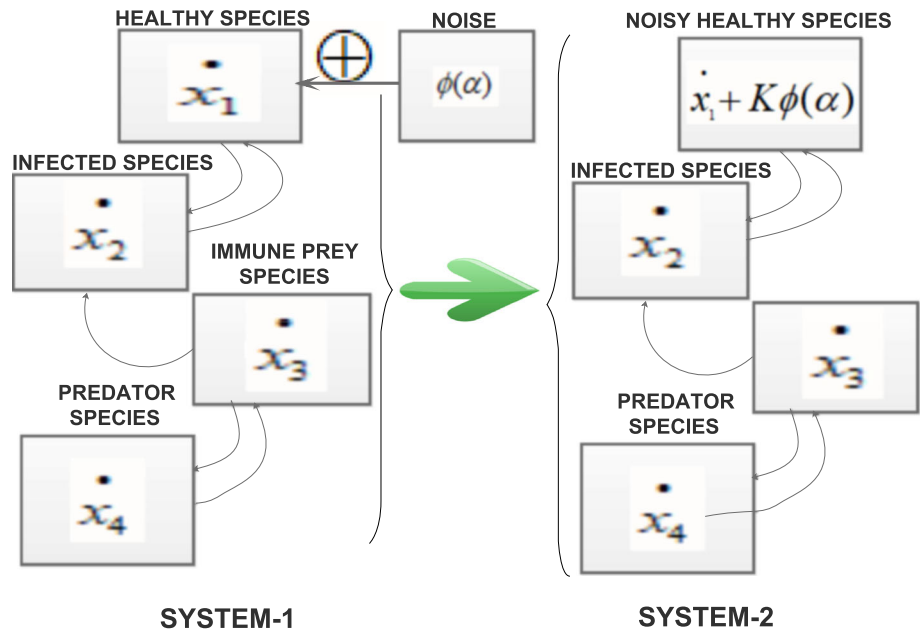 HEALTHY SPECIES
ẋ₁
NOISE
ϕ(α)
INFECTED SPECIES
ẋ₂
IMMUNE PREY
SPECIES
ẋ₃
PREDATOR
SPECIES
ẋ₄
SYSTEM-1
NOISY HEALTHY SPECIES
ẋ₁+ Kϕ(α)
INFECTED SPECIES
ẋ₂
ẋ₃
PREDATOR
SPECIES
ẋ₄
SYSTEM-2